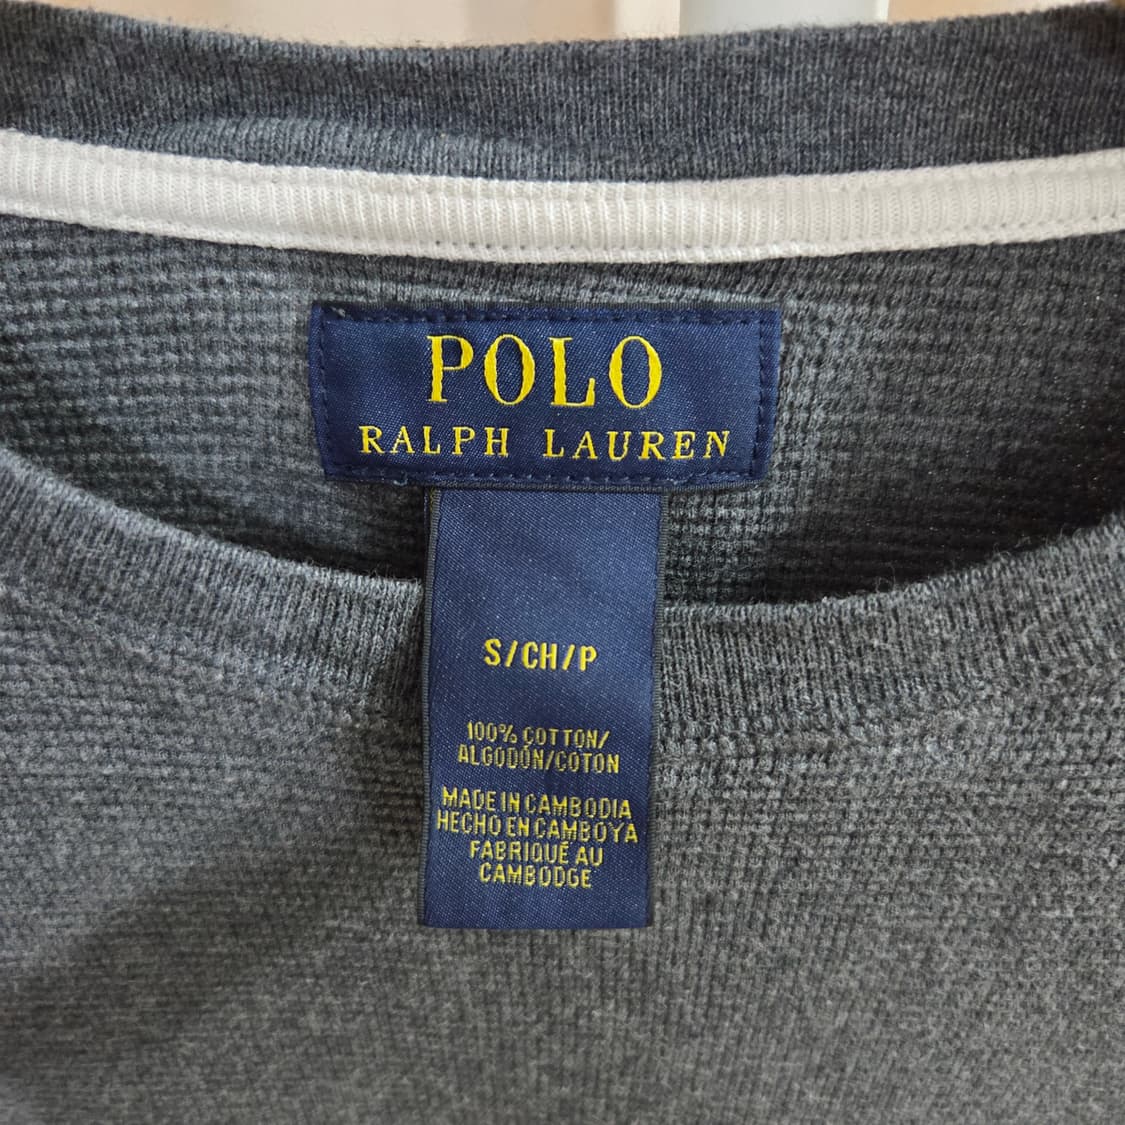 POLO
RALPH LAUREN
S/CH/P
100% COTTON/
ALGODÓN/COTON
MADE IN CAMBODIA
HECHO EN CAMBOYA
FABRIQUÉ AU
CAMBODGE